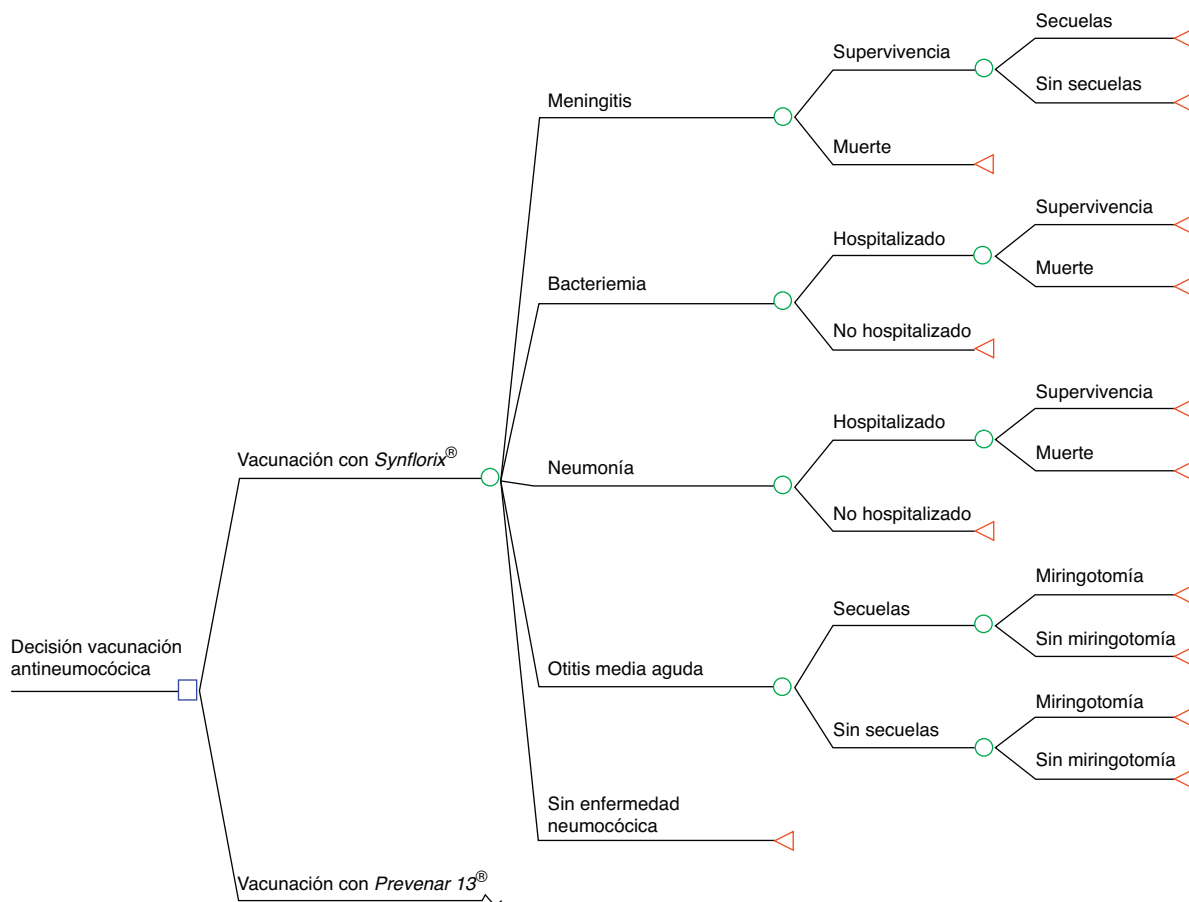 Secuelas
Supervivencia
Sin secuelas
Meningitis
Muerte
Supervivencia
Hospitalizado
Muerte
Bacteriemia
No hospitalizado
Supervivencia
Hospitalizado
Muerte
Vacunación con Synflorix®
Neumonía
No hospitalizado
Miringotomía
Secuelas
Sin miringotomía
Decisión vacunación
antineumocócica
Otitis media aguda
Miringotomía
Sin secuelas
Sin miringotomía
Sin enfermedad
neumocócica
Vacunación con Prevenar 13®